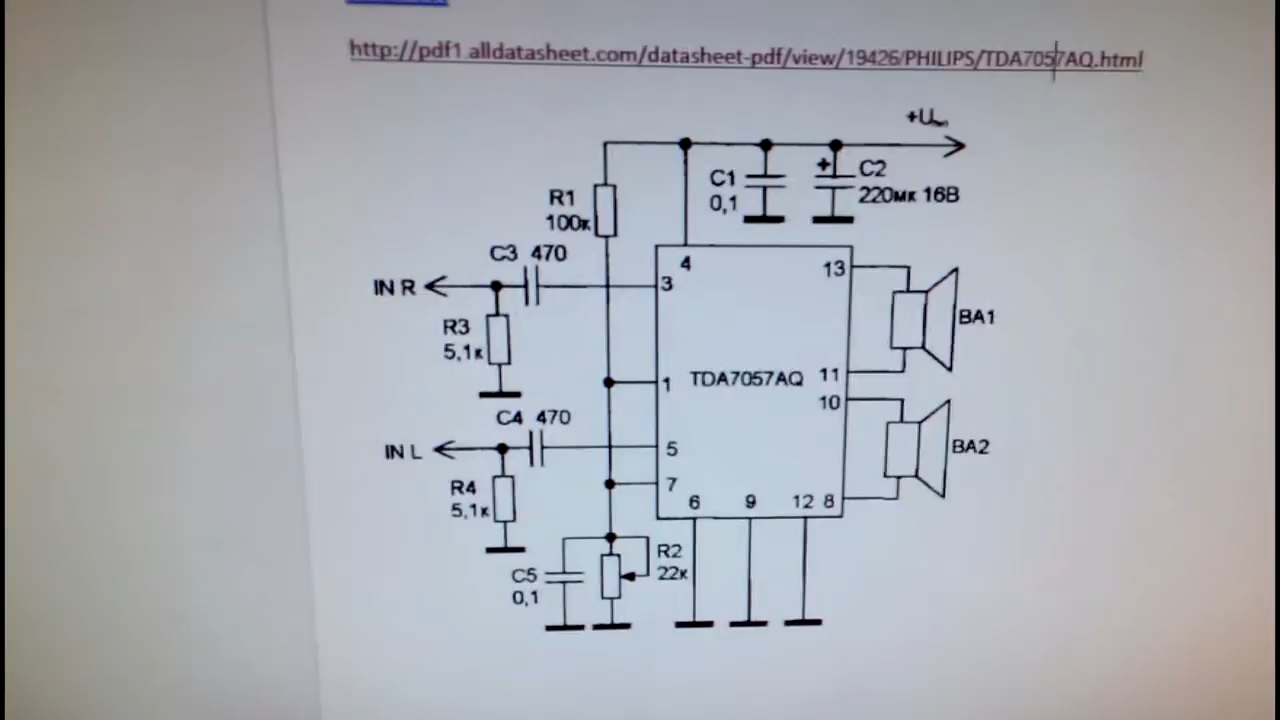 http://pdf1.alldatasheet.com/datasheet-pdf/view/19426/PHILIPS/TDA7057AQ.html
C1
0,1
C2
220мк 16В
R1
100к
C3 470
IN R
R3
5,1к
4
3
13
BA1
1
TDA7057AQ
11
10
C4 470
IN L
5
BA2
R4
5,1к
7
6
9
12
8
R2
22к
C5
0,1